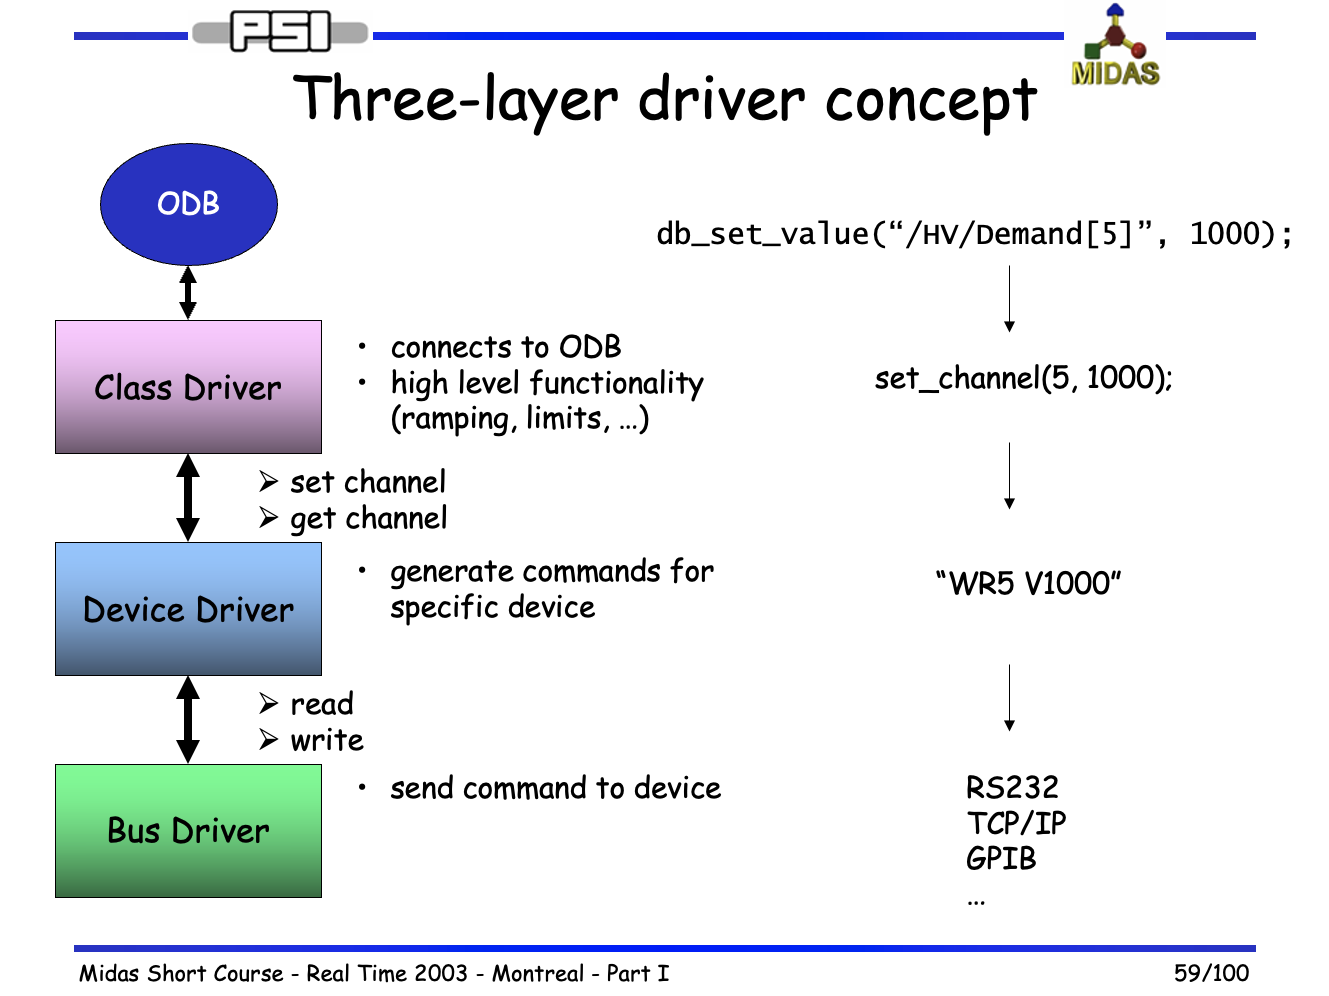 PSI
MIDAS
Three-layer driver concept
ODB
db_set_value(“/HV/Demand[5]”, 1000);
Class Driver
• connects to ODB
• high level functionality
(ramping, limits, …)
set_channel(5, 1000);
➢ set channel
➢ get channel
Device Driver
• generate commands for
specific device
“WR5 V1000”
➢ read
➢ write
Bus Driver
• send command to device
RS232
TCP/IP
GPIB
…
Midas Short Course - Real Time 2003 - Montreal - Part I
59/100